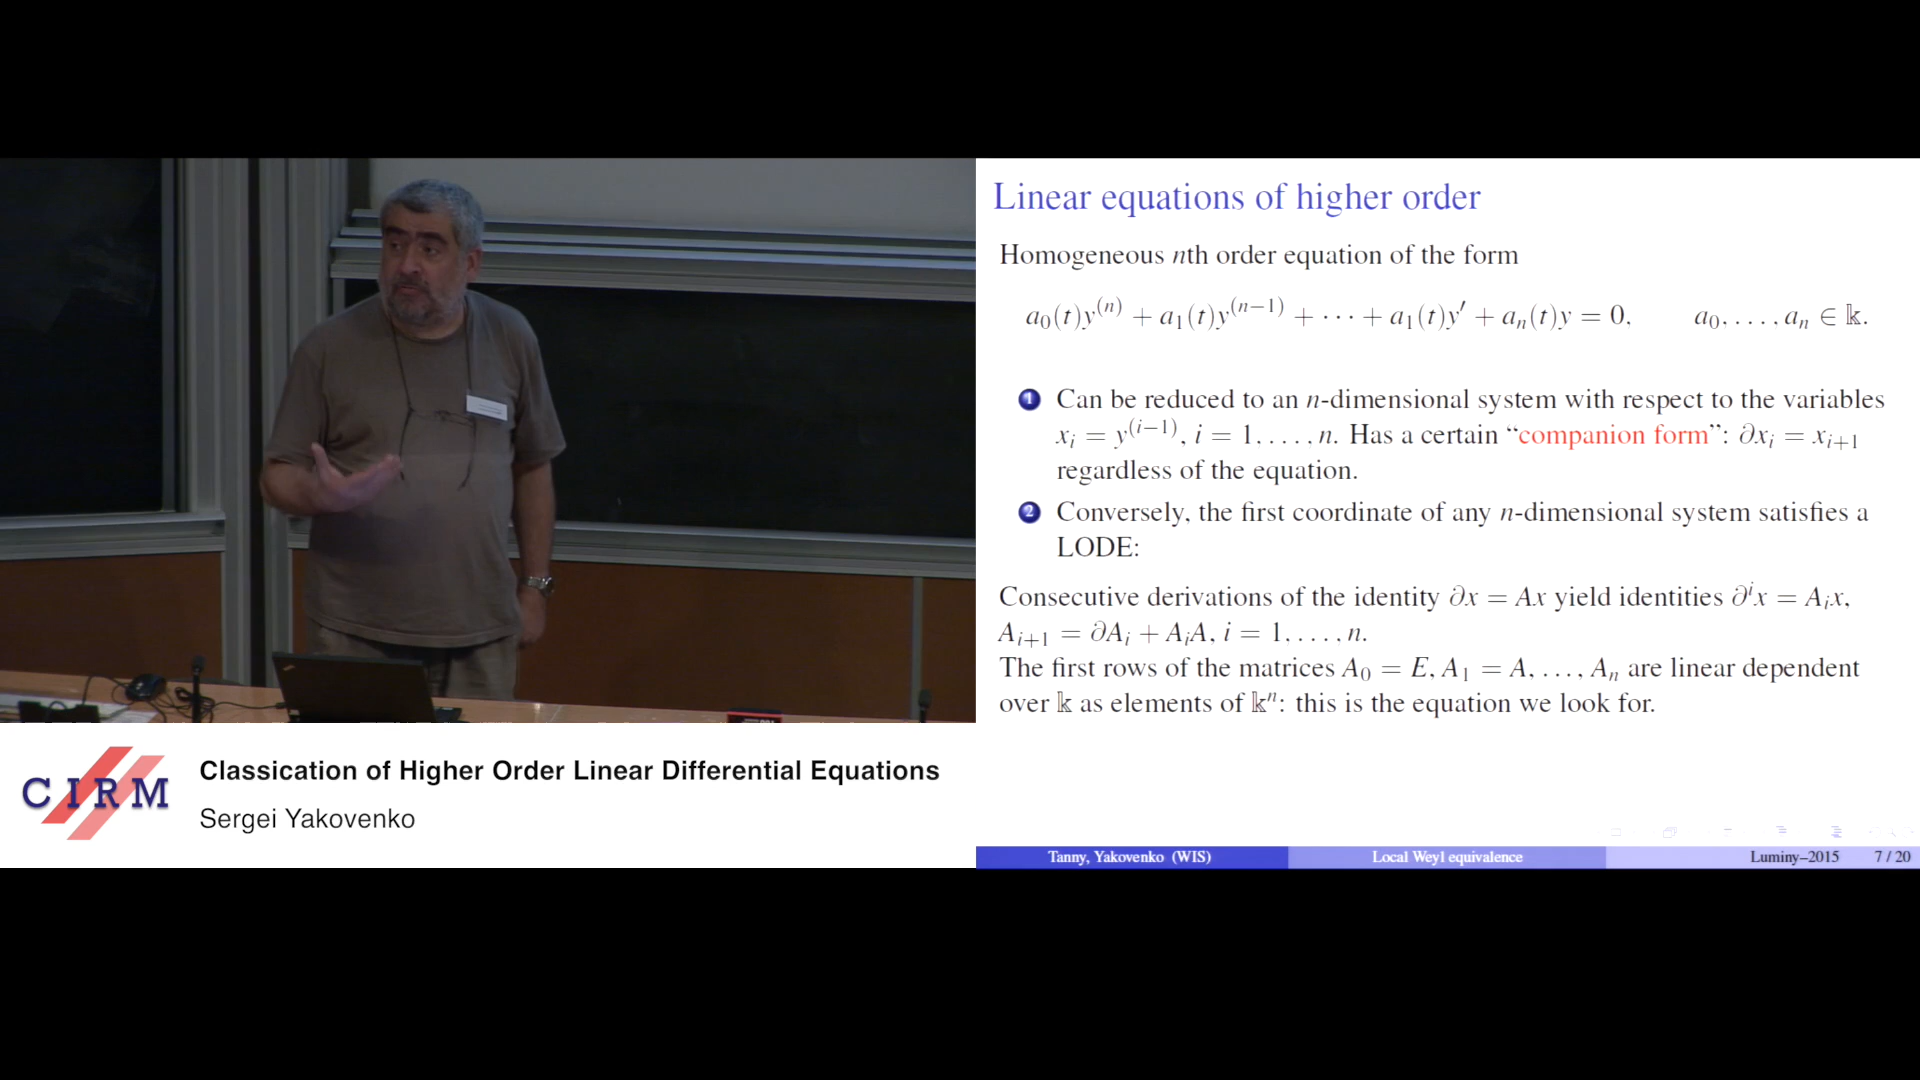 Linear equations of higher order
Homogeneous nth order equation of the form
a₀(t)y⁽ⁿ⁾ + a₁(t)y⁽ⁿ⁻¹⁾ + ··· + a₁(t)y′ + aₙ(t)y = 0, a₀, . . . , aₙ ∈ 𝕜.
1 Can be reduced to an n-dimensional system with respect to the variables
xᵢ = y⁽ⁱ⁻¹⁾, i = 1, . . . , n. Has a certain “companion form”: ∂xᵢ = xᵢ₊₁
regardless of the equation.
2 Conversely, the first coordinate of any n-dimensional system satisfies a
LODE:
Consecutive derivations of the identity ∂x = Ax yield identities ∂ⁱx = Aᵢx,
Aᵢ₊₁ = ∂Aᵢ + AᵢA, i = 1, . . . , n.
The first rows of the matrices A₀ = E, A₁ = A, . . . , Aₙ are linear dependent
over 𝕜 as elements of 𝕜ⁿ: this is the equation we look for.
CIRM
Classication of Higher Order Linear Differential Equations
Sergei Yakovenko
Tanny, Yakovenko (WIS) Local Weyl equivalence Luminy–2015 7 / 20